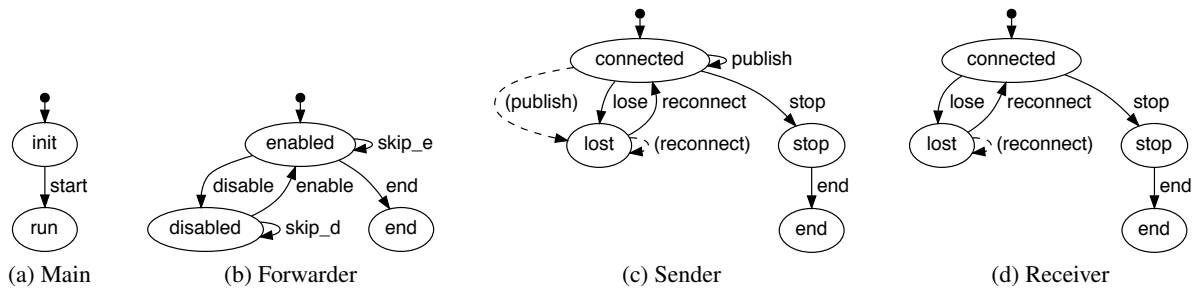 init
start
run
(a) Main
enabled
skip_e
disable
enable
end
disabled
skip_d
end
(b) Forwarder
connected
publish
(publish)
lose
reconnect
stop
lost
(reconnect)
stop
end
end
(c) Sender
connected
lose
reconnect
stop
lost
(reconnect)
stop
end
end
(d) Receiver